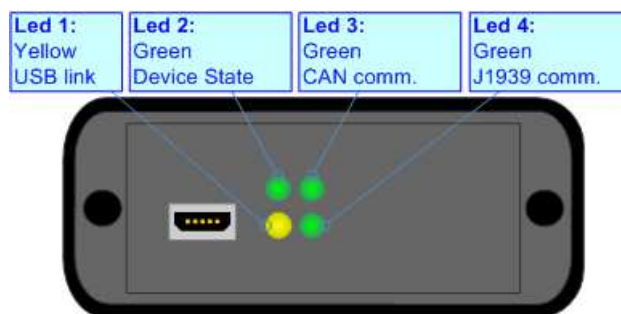 Led 1:
Yellow
USB link
Led 2:
Green
Device State
Led 3:
Green
CAN comm.
Led 4:
Green
J1939 comm.